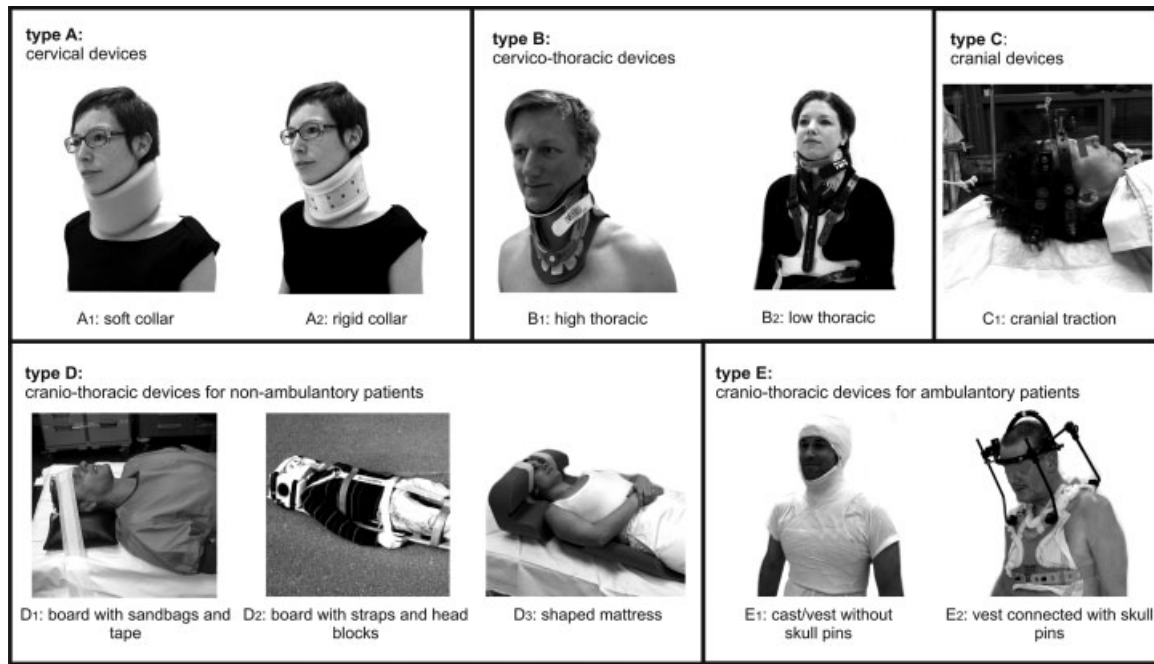 type A:
cervical devices
A1: soft collar
A2: rigid collar
type B:
cervico-thoracic devices
B1: high thoracic
B2: low thoracic
type C:
cranial devices
C1: cranial traction
type D:
cranio-thoracic devices for non-ambulantory patients
D1: board with sandbags and
tape
D2: board with straps and head
blocks
D3: shaped mattress
type E:
cranio-thoracic devices for ambulantory patients
E1: cast/vest without
skull pins
E2: vest connected with skull
pins